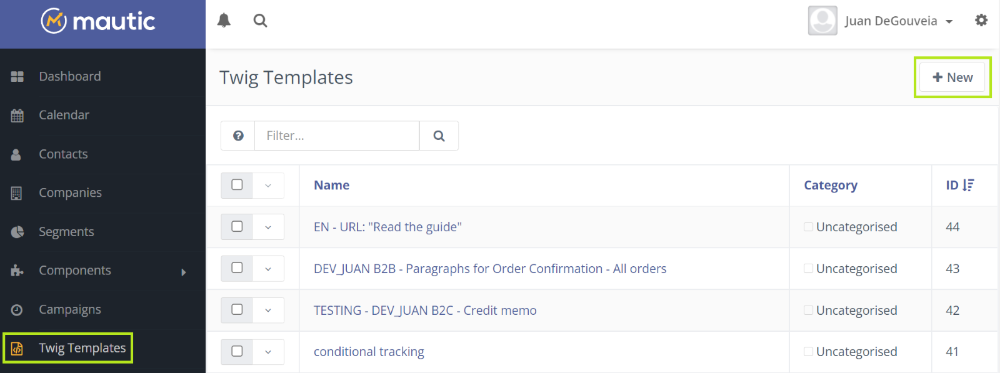 mautic
Juan DeGouveia
Dashboard
Calendar
Contacts
Companies
Segments
Components
Campaigns
Twig Templates
Twig Templates
New
Filter...
Name Category ID
EN - URL: "Read the guide" Uncategorised 44
DEV_JUAN B2B - Paragraphs for Order Confirmation - All orders Uncategorised 43
TESTING - DEV_JUAN B2C - Credit memo Uncategorised 42
conditional tracking Uncategorised 41